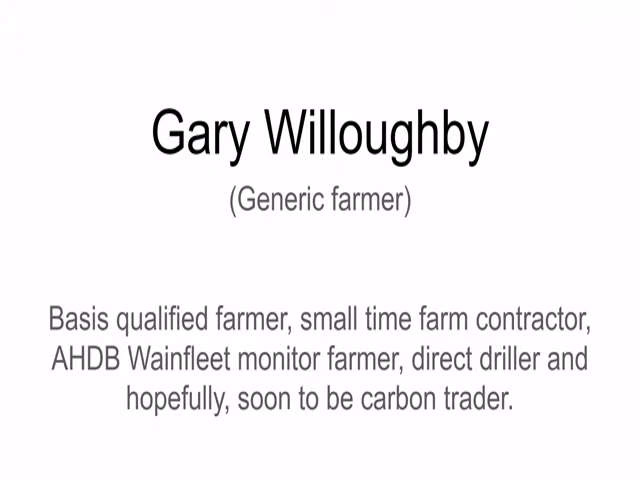 Gary Willoughby
(Generic farmer)
Basis qualified farmer, small time farm contractor,
AHDB Wainfleet monitor farmer, direct driller and
hopefully, soon to be carbon trader.